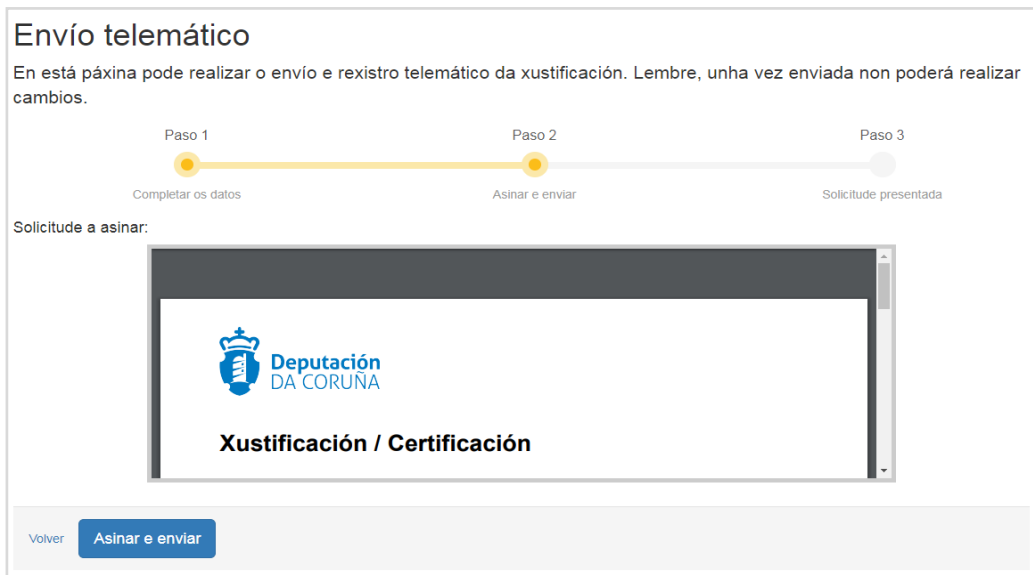 Envío telemático
En está páxina pode realizar o envío e rexistro telemático da xustificación. Lembre, unha vez enviada non poderá realizar
cambios.
Paso 1
Paso 2
Paso 3
Completar os datos
Asinar e enviar
Solicitude presentada
Solicitude a asinar:
Deputación
DA CORUÑA
Xustificación / Certificación
Volver
Asinar e enviar